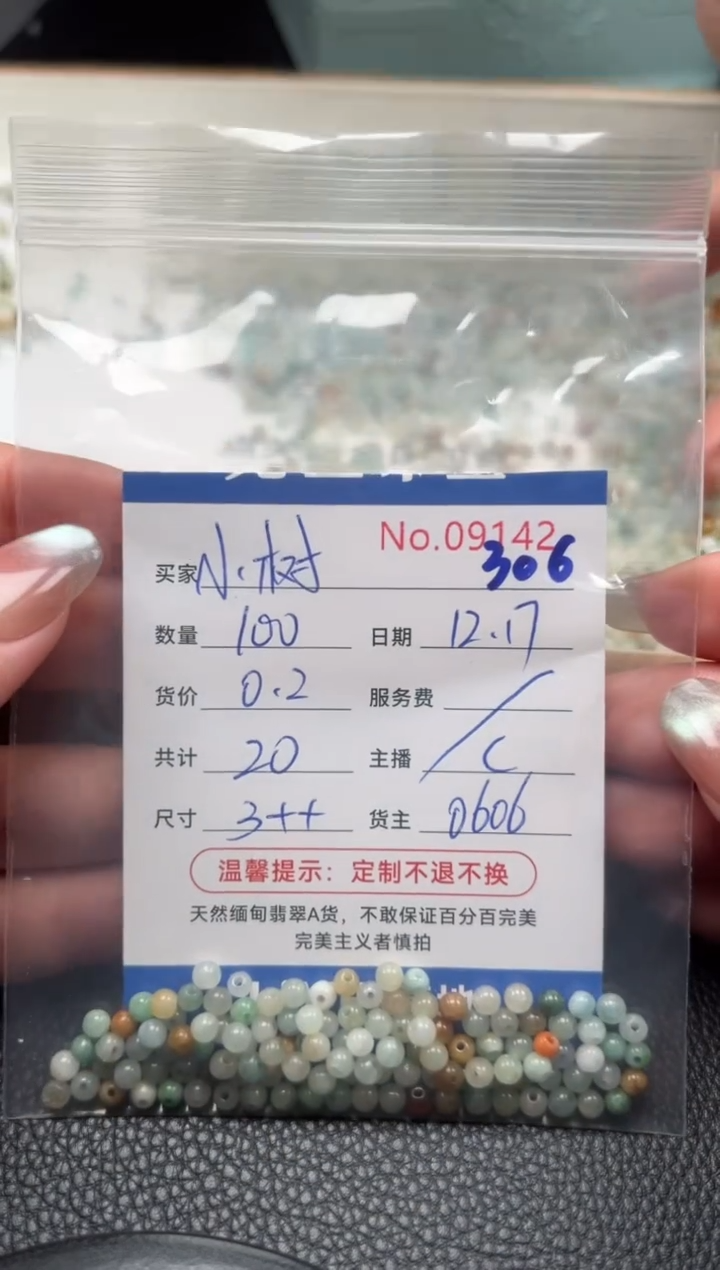 No.09142
306
买家 N.树
数量 100 日期 12.17
货价 0.2 服务费 /
共计 20 主播 C
尺寸 3++ 货主 0606
温馨提示：定制不退不换
天然缅甸翡翠A货，不敢保证百分百完美
完美主义者慎拍